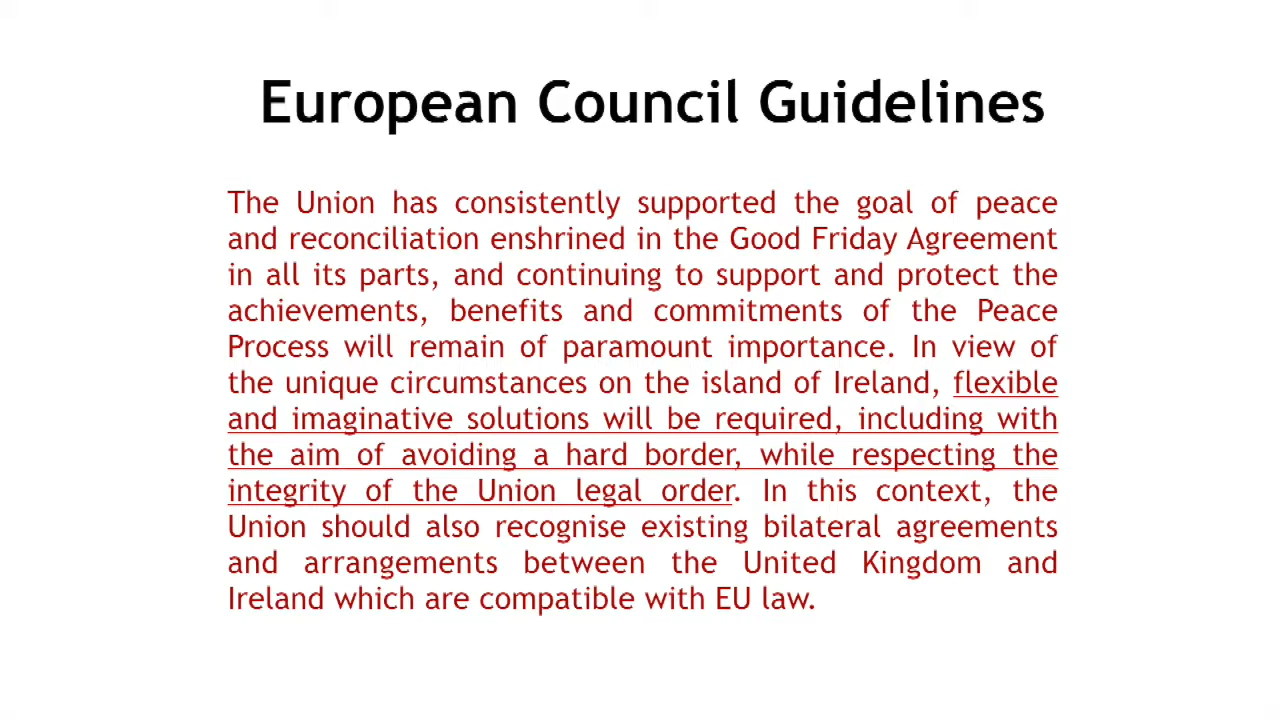 European Council Guidelines
The Union has consistently supported the goal of peace
and reconciliation enshrined in the Good Friday Agreement
in all its parts, and continuing to support and protect the
achievements, benefits and commitments of the Peace
Process will remain of paramount importance. In view of
the unique circumstances on the island of Ireland, flexible
and imaginative solutions will be required, including with
the aim of avoiding a hard border, while respecting the
integrity of the Union legal order. In this context, the
Union should also recognise existing bilateral agreements
and arrangements between the United Kingdom and
Ireland which are compatible with EU law.